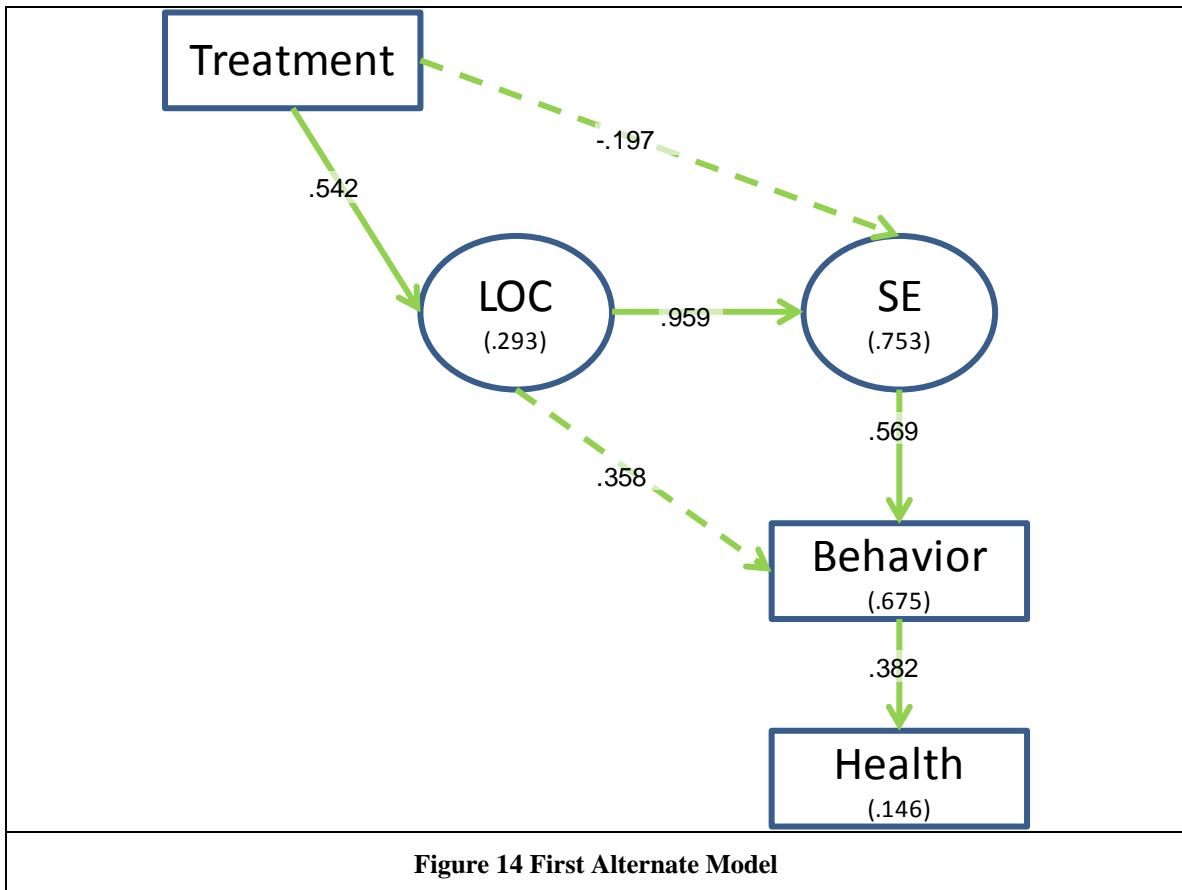 Treatment
-.197
.542
LOC
(.293)
.959
SE
(.753)
.569
.358
Behavior
(.675)
.382
Health
(.146)
Figure 14 First Alternate Model